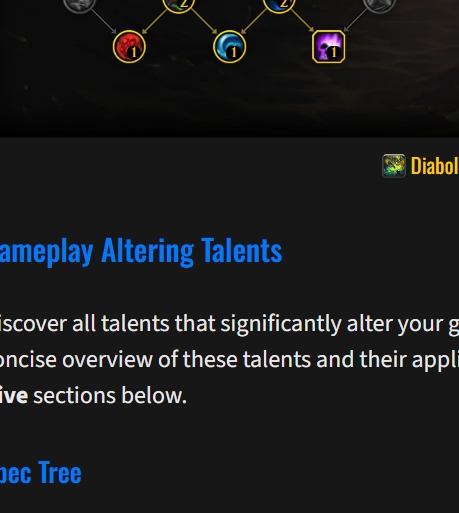 2 2
1 1 1
Diabol
ameplay Altering Talents
iscover all talents that significantly alter your g
oncise overview of these talents and their appli
ive sections below.
pec Tree